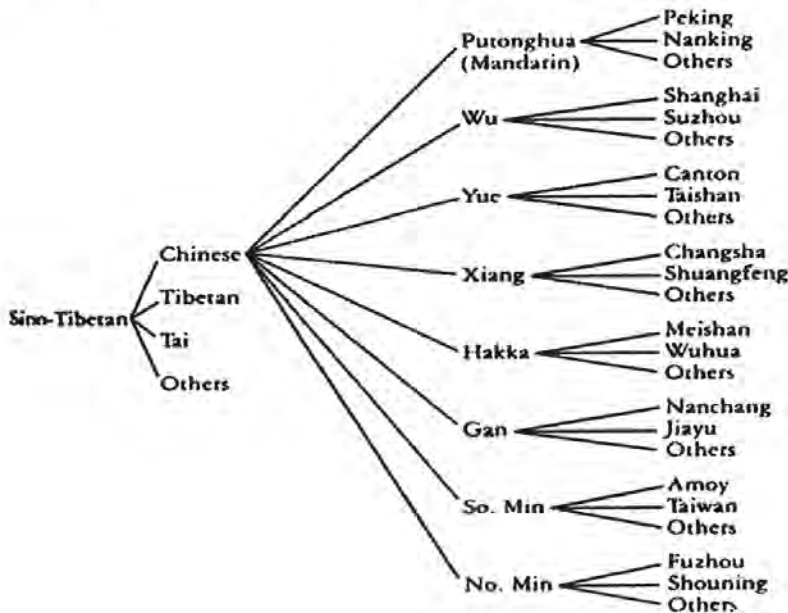 Sino-Tibetan
Chinese
Tibetan
Tai
Others
Putonghua
(Mandarin)
Peking
Nanking
Others
Wu
Shanghai
Suzhou
Others
Yue
Canton
Taishan
Others
Xiang
Changsha
Shuangfeng
Others
Hakka
Meishan
Wuhua
Others
Gan
Nanchang
Jiayu
Others
So. Min
Amoy
Taiwan
Others
No. Min
Fuzhou
Shouning
Others